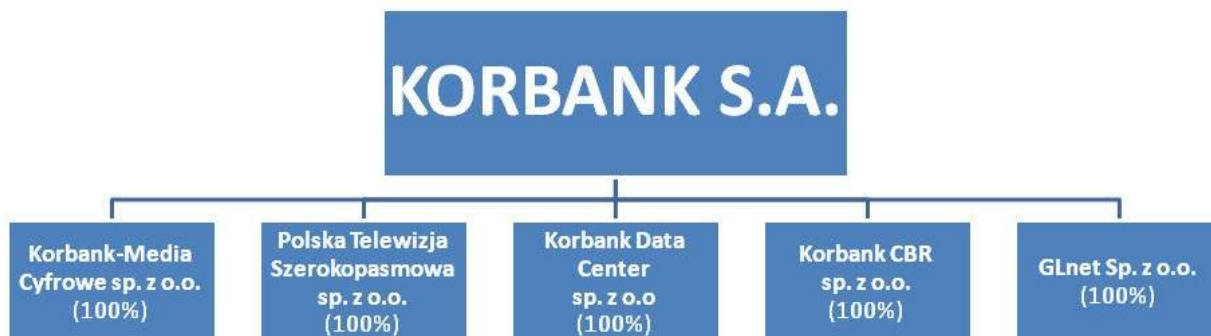 KORBANK S.A.
Korbank-Media
Cyfrowe sp. z o.o.
(100%)
Polska Telewizja
Szerokopasmowa
sp. z o.o.
(100%)
Korbank Data
Center
sp. z o.o
(100%)
Korbank CBR
sp. z o.o.
(100%)
GLnet Sp. z o.o.
(100%)